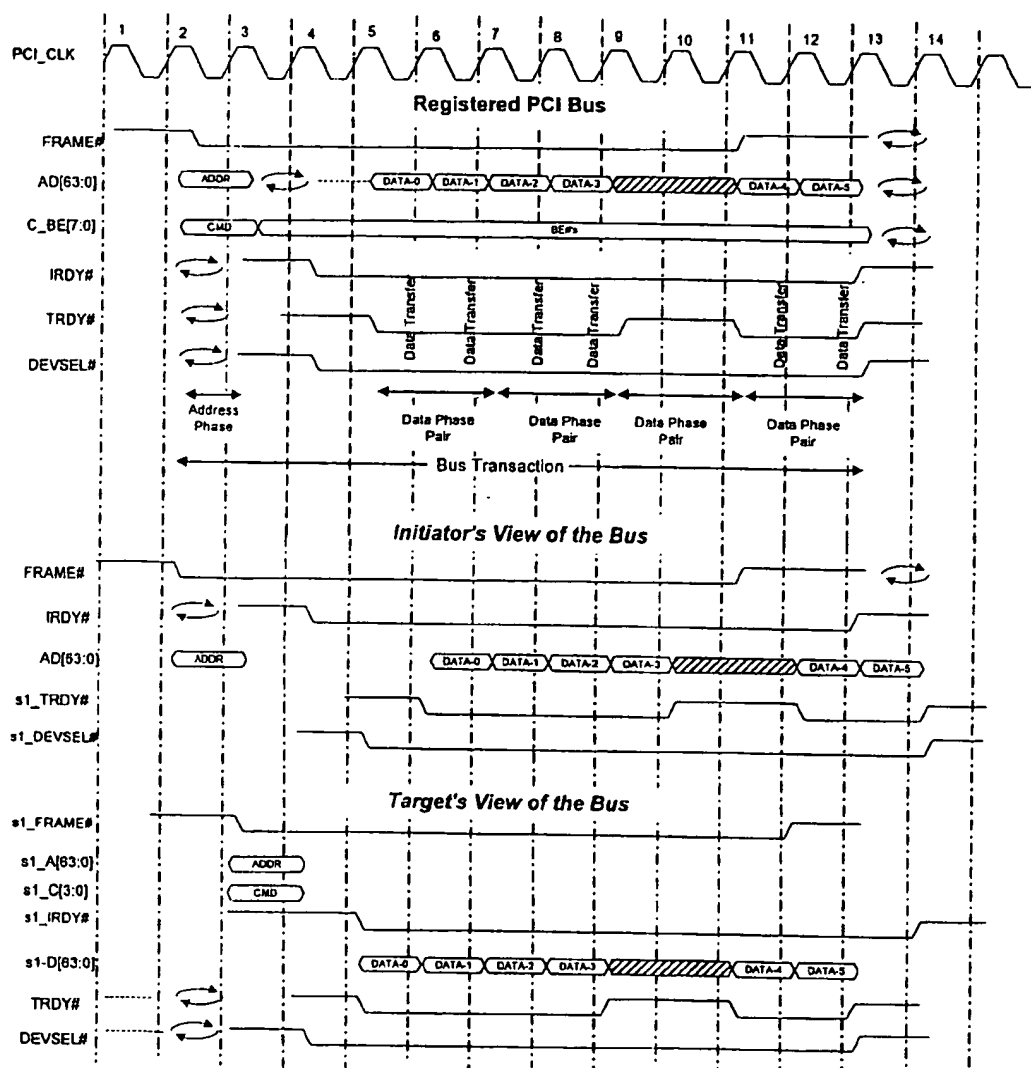 1 2 3 4 5 6 7 8 9 10 11 12 13 14
PCI_CLK
Registered PCI Bus
FRAME#
AD[63:0] ADDR DATA-0 DATA-1 DATA-2 DATA-3 DATA-4 DATA-5
C_BE[7:0] CMD BE#'s
IRDY#
TRDY# Data Transfer Data Transfer Data Transfer Data Transfer Data Transfer Data Transfer
DEVSEL#
Address Data Phase Data Phase Data Phase Data Phase
Phase Pair Pair Pair Pair
Bus Transaction
Initiator's View of the Bus
FRAME#
IRDY#
AD[63:0] ADDR DATA-0 DATA-1 DATA-2 DATA-3 DATA-4 DATA-5
s1_TRDY#
s1_DEVSEL#
Target's View of the Bus
s1_FRAME#
s1_A[63:0] ADDR
s1_C[3:0] CMD
s1_IRDY#
s1-D[63:0] DATA-0 DATA-1 DATA-2 DATA-3 DATA-4 DATA-5
TRDY#
DEVSEL#